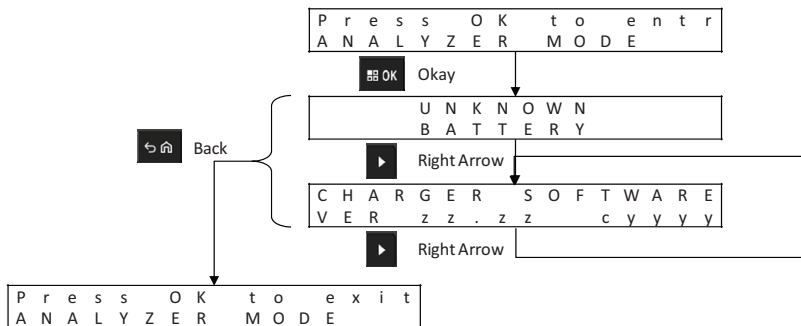 Press OK to entr
ANALYZER MODE
OK Okay
UNKNOWN
BATTERY
Back
Right Arrow
CHARGER SOFTWARE
VER zz.zz cyyyy
Right Arrow
Press OK to exit
ANALYZER MODE